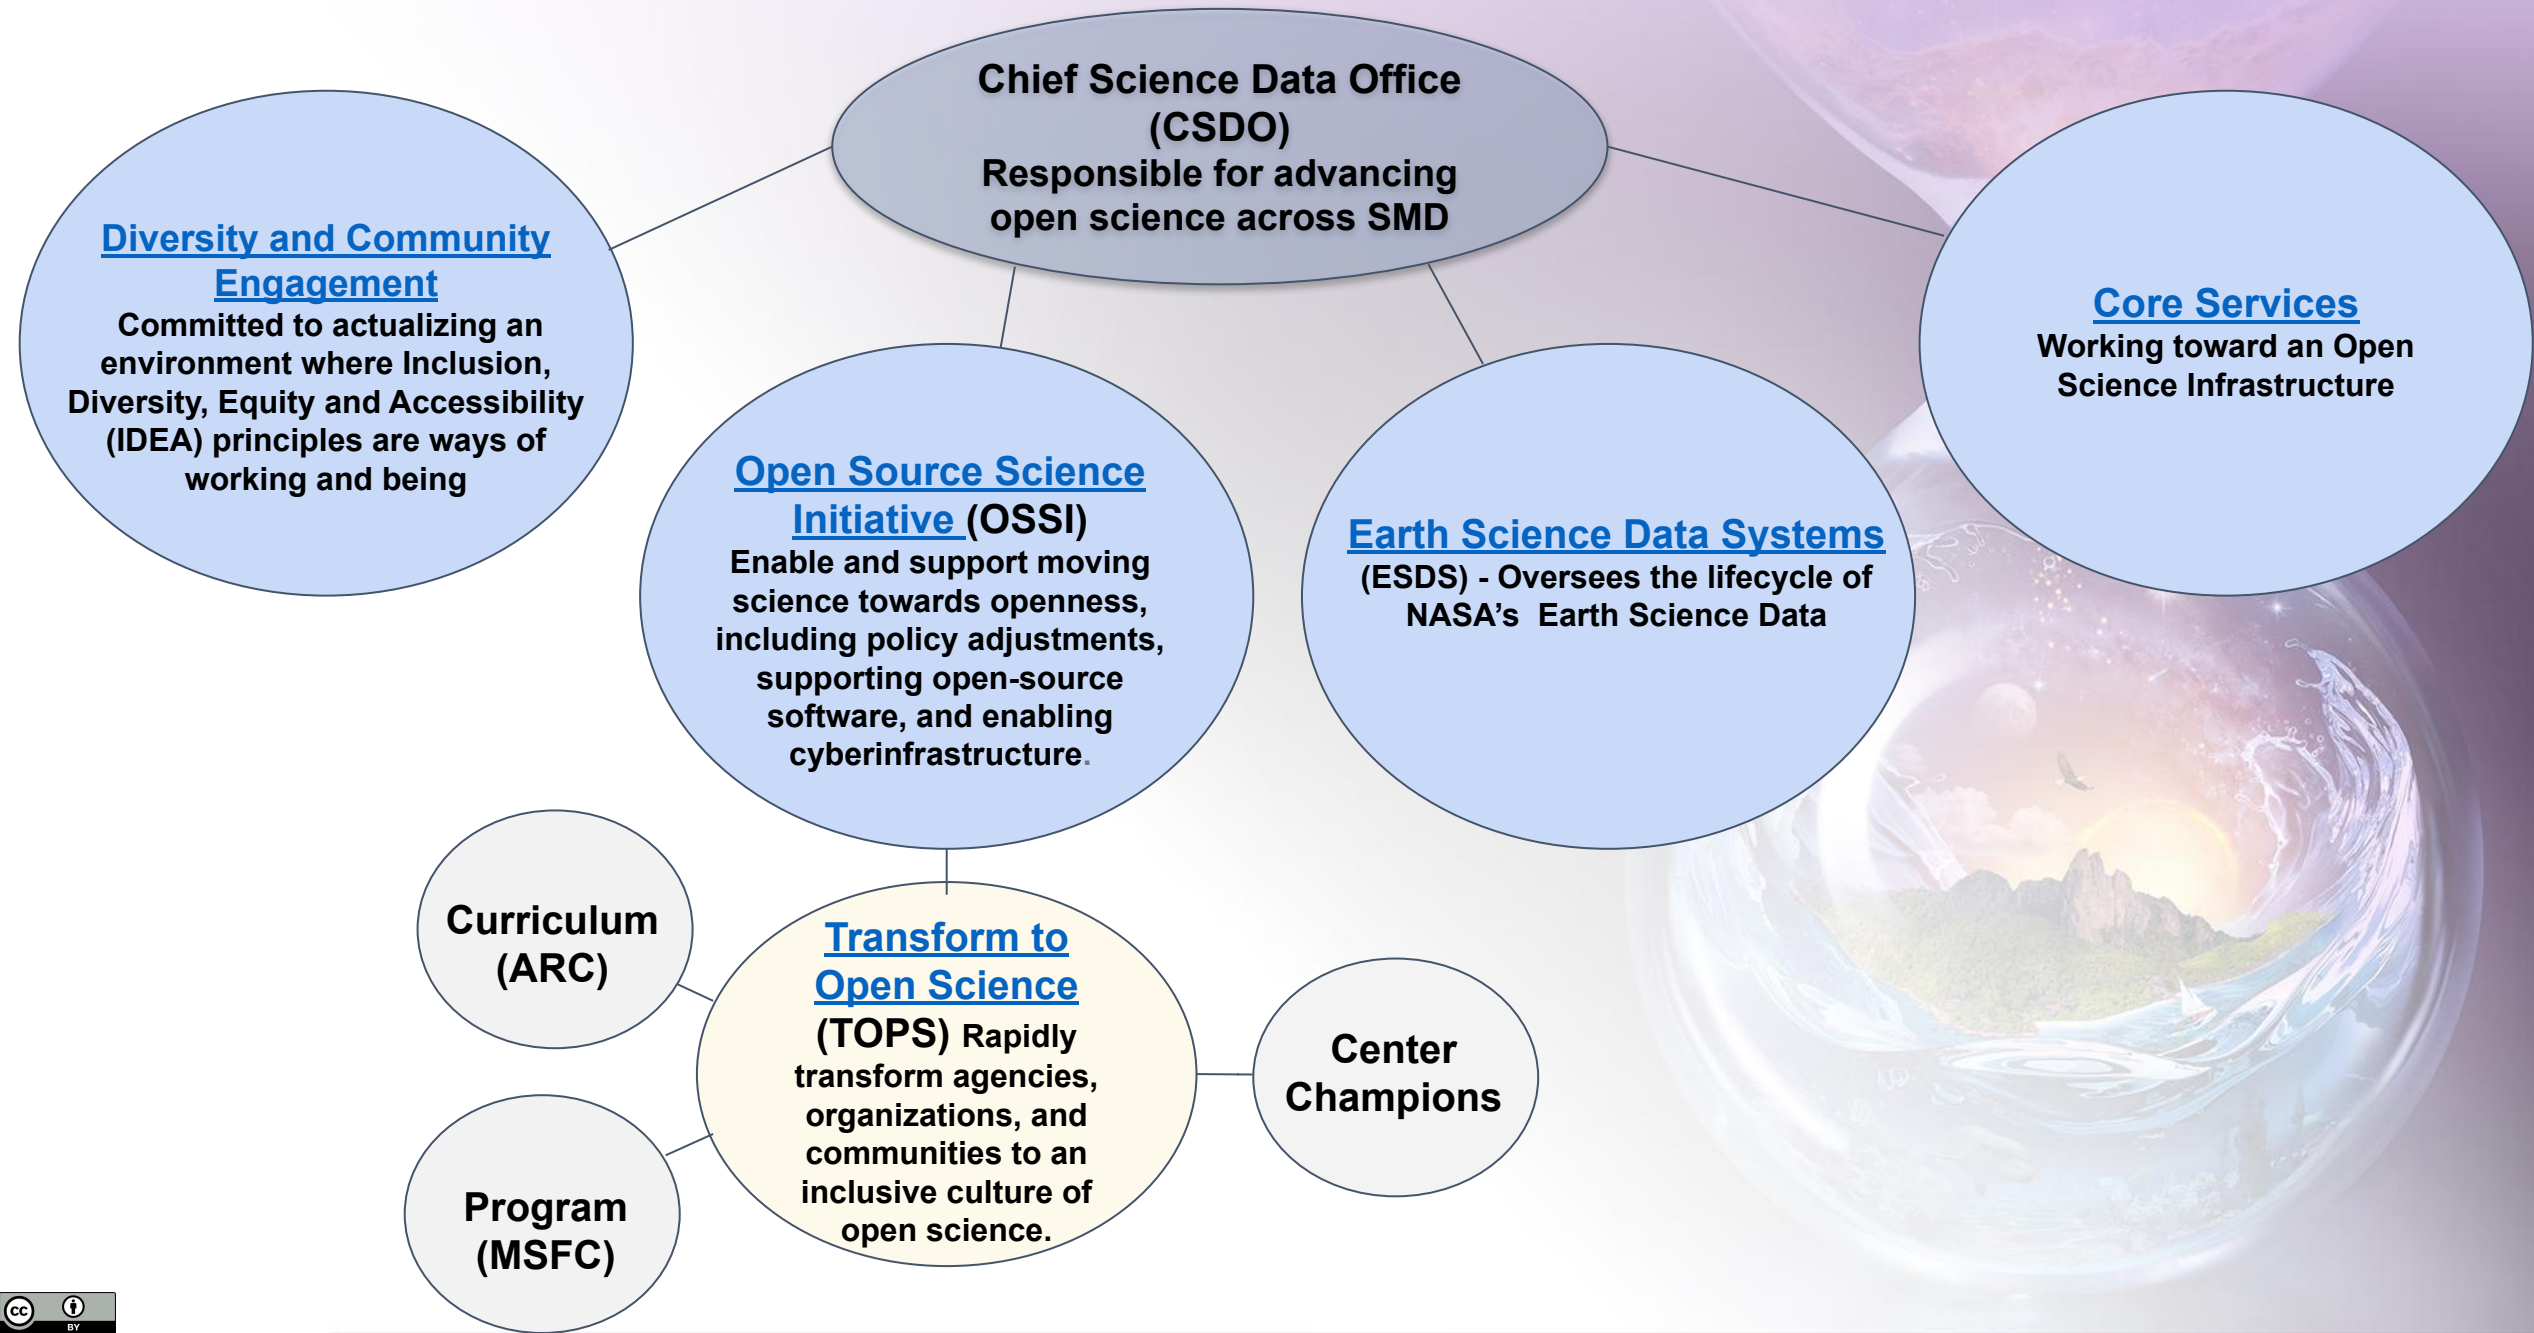 Chief Science Data Office
(CSDO)
Responsible for advancing
open science across SMD
Diversity and Community
Engagement
Committed to actualizing an
environment where Inclusion,
Diversity, Equity and Accessibility
(IDEA) principles are ways of
working and being
Open Source Science
Initiative (OSSI)
Enable and support moving
science towards openness,
including policy adjustments,
supporting open-source
software, and enabling
cyberinfrastructure.
Earth Science Data Systems
(ESDS) - Oversees the lifecycle of
NASA’s  Earth Science Data
Core Services
Working toward an Open
Science Infrastructure
Curriculum
(ARC)
Transform to
Open Science
(TOPS) Rapidly
transform agencies,
organizations, and
communities to an
inclusive culture of
open science.
Center
Champions
Program
(MSFC)
cc
BY